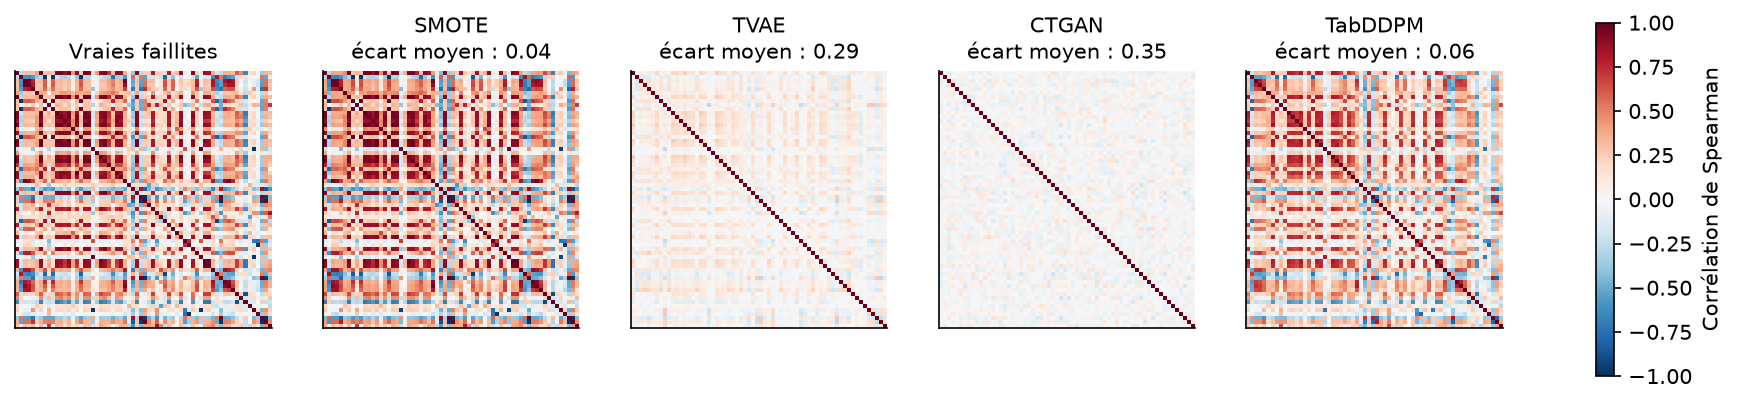 Vraies faillites
SMOTE
écart moyen : 0.04
TVAE
écart moyen : 0.29
CTGAN
écart moyen : 0.35
TabDDPM
écart moyen : 0.06
1.00
0.75
0.50
0.25
0.00
−0.25
−0.50
−0.75
−1.00
Corrélation de Spearman